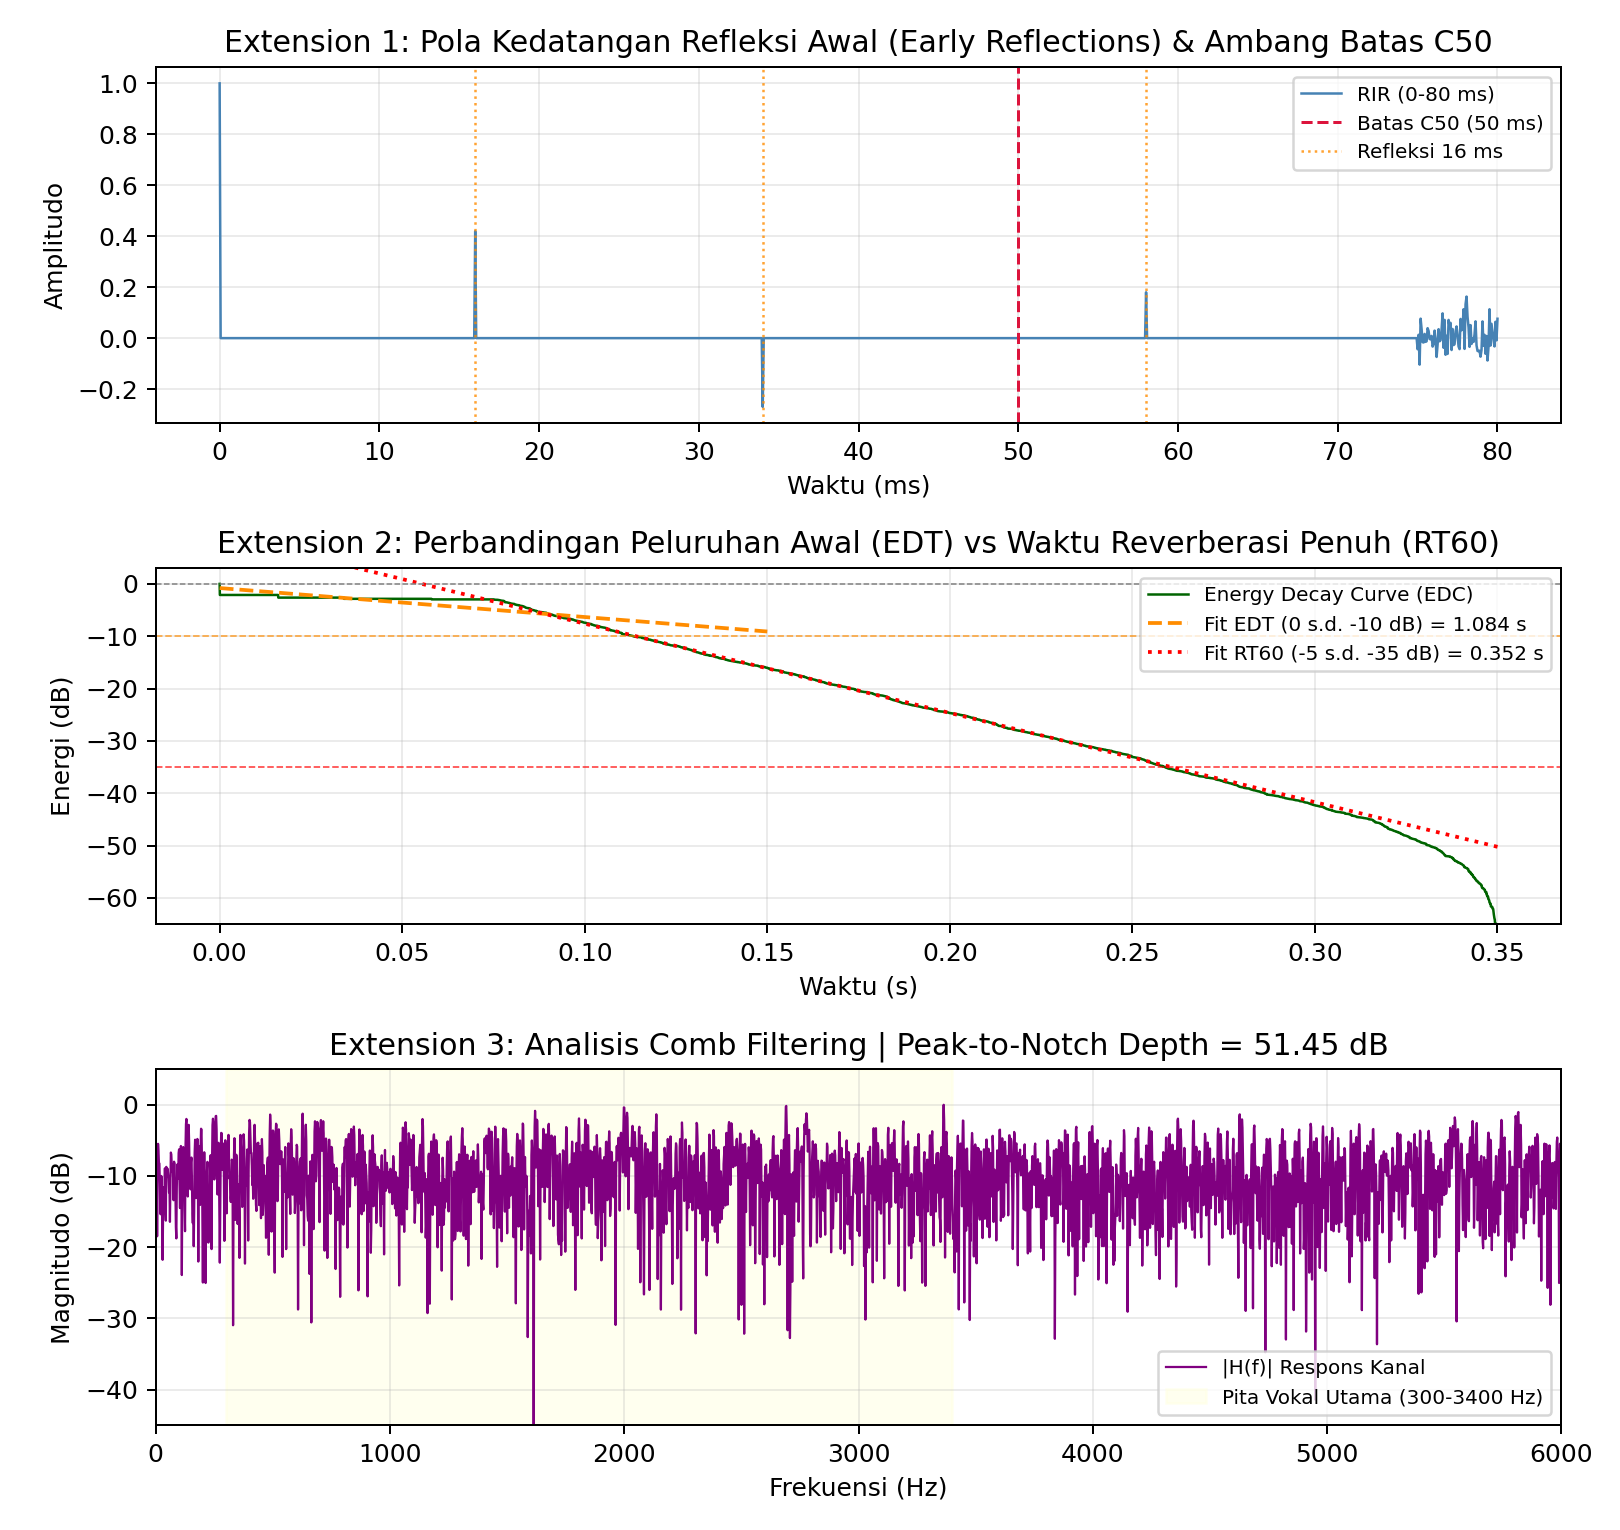 Extension 1: Pola Kedatangan Refleksi Awal (Early Reflections) & Ambang Batas C50
1.0
0.8
0.6
0.4
0.2
0.0
−0.2
Amplitudo
RIR (0-80 ms)
Batas C50 (50 ms)
Refleksi 16 ms
0 10 20 30 40 50 60 70 80
Waktu (ms)
Extension 2: Perbandingan Peluruhan Awal (EDT) vs Waktu Reverberasi Penuh (RT60)
0
−10
−20
−30
−40
−50
−60
Energi (dB)
Energy Decay Curve (EDC)
Fit EDT (0 s.d. -10 dB) = 1.084 s
Fit RT60 (-5 s.d. -35 dB) = 0.352 s
0.00 0.05 0.10 0.15 0.20 0.25 0.30 0.35
Waktu (s)
Extension 3: Analisis Comb Filtering | Peak-to-Notch Depth = 51.45 dB
0
−10
−20
−30
−40
Magnitudo (dB)
|H(f)| Respons Kanal
Pita Vokal Utama (300-3400 Hz)
0 1000 2000 3000 4000 5000 6000
Frekuensi (Hz)